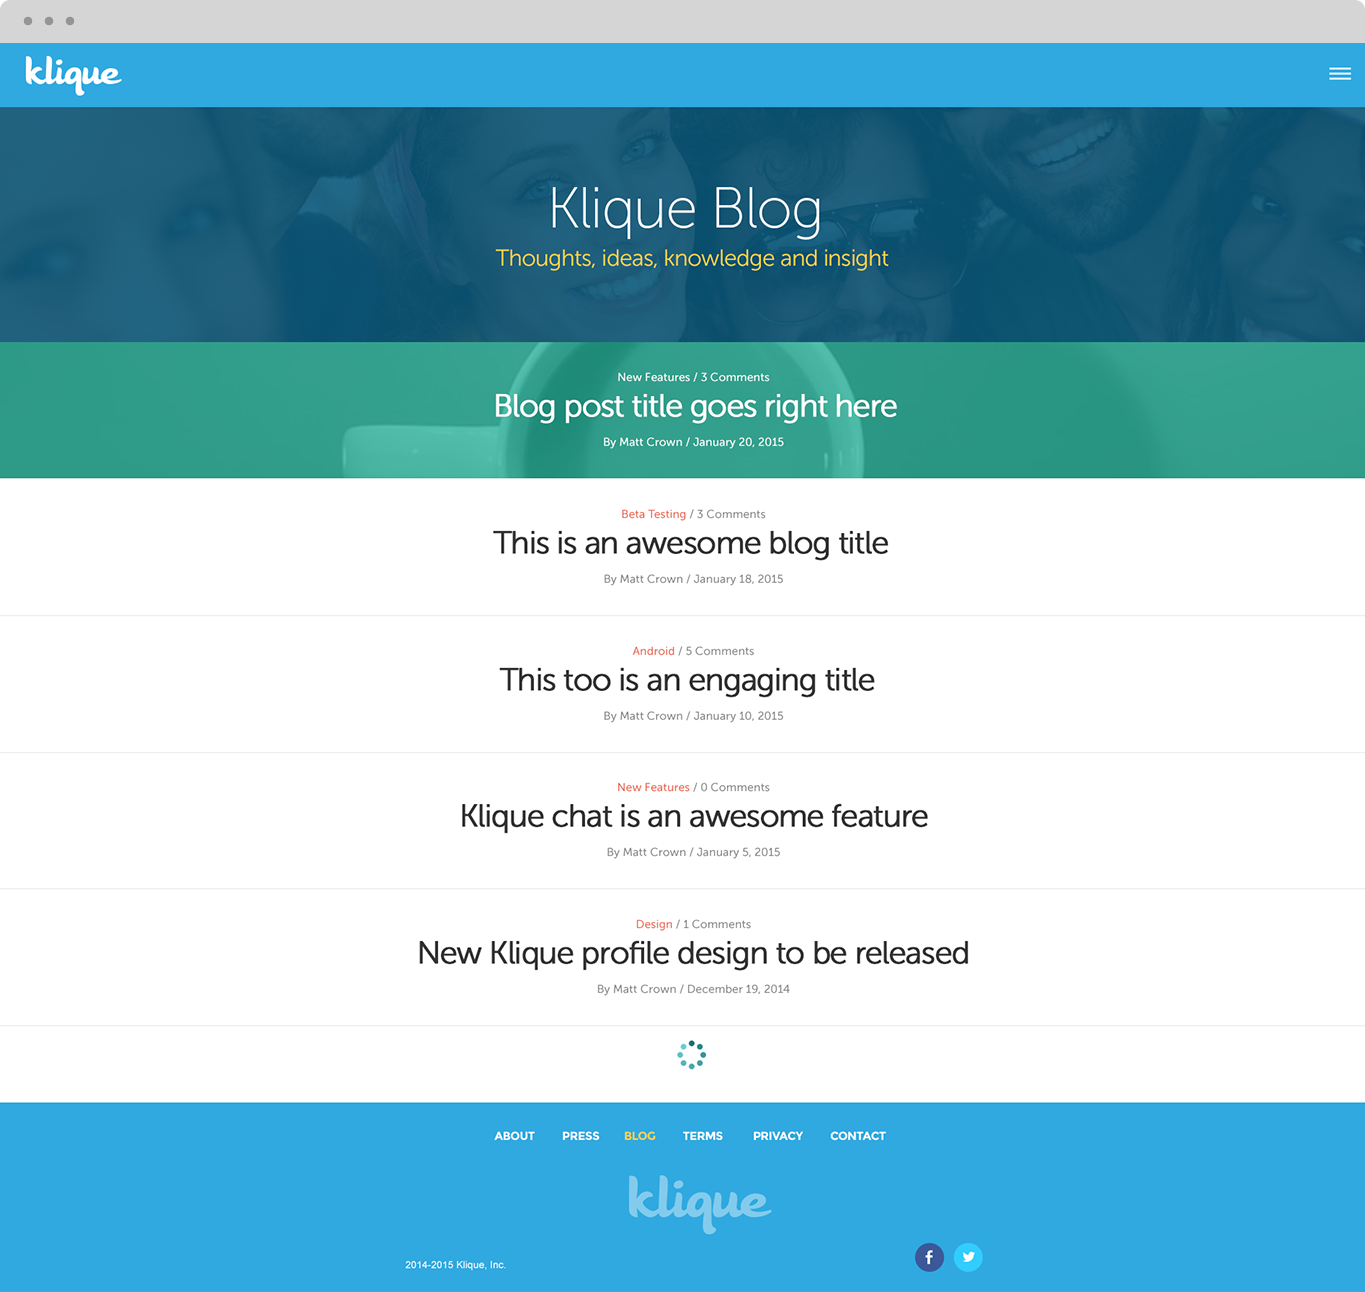 klique
Klique Blog
Thoughts, ideas, knowledge and insight
New Features / 3 Comments
Blog post title goes right here
By Matt Crown / January 20, 2015
Beta Testing / 3 Comments
This is an awesome blog title
By Matt Crown / January 18, 2015
Android / 5 Comments
This too is an engaging title
By Matt Crown / January 10, 2015
New Features / 0 Comments
Klique chat is an awesome feature
By Matt Crown / January 5, 2015
Design / 1 Comments
New Klique profile design to be released
By Matt Crown / December 19, 2014
ABOUT PRESS BLOG TERMS PRIVACY CONTACT
klique
2014-2015 Klique, Inc.